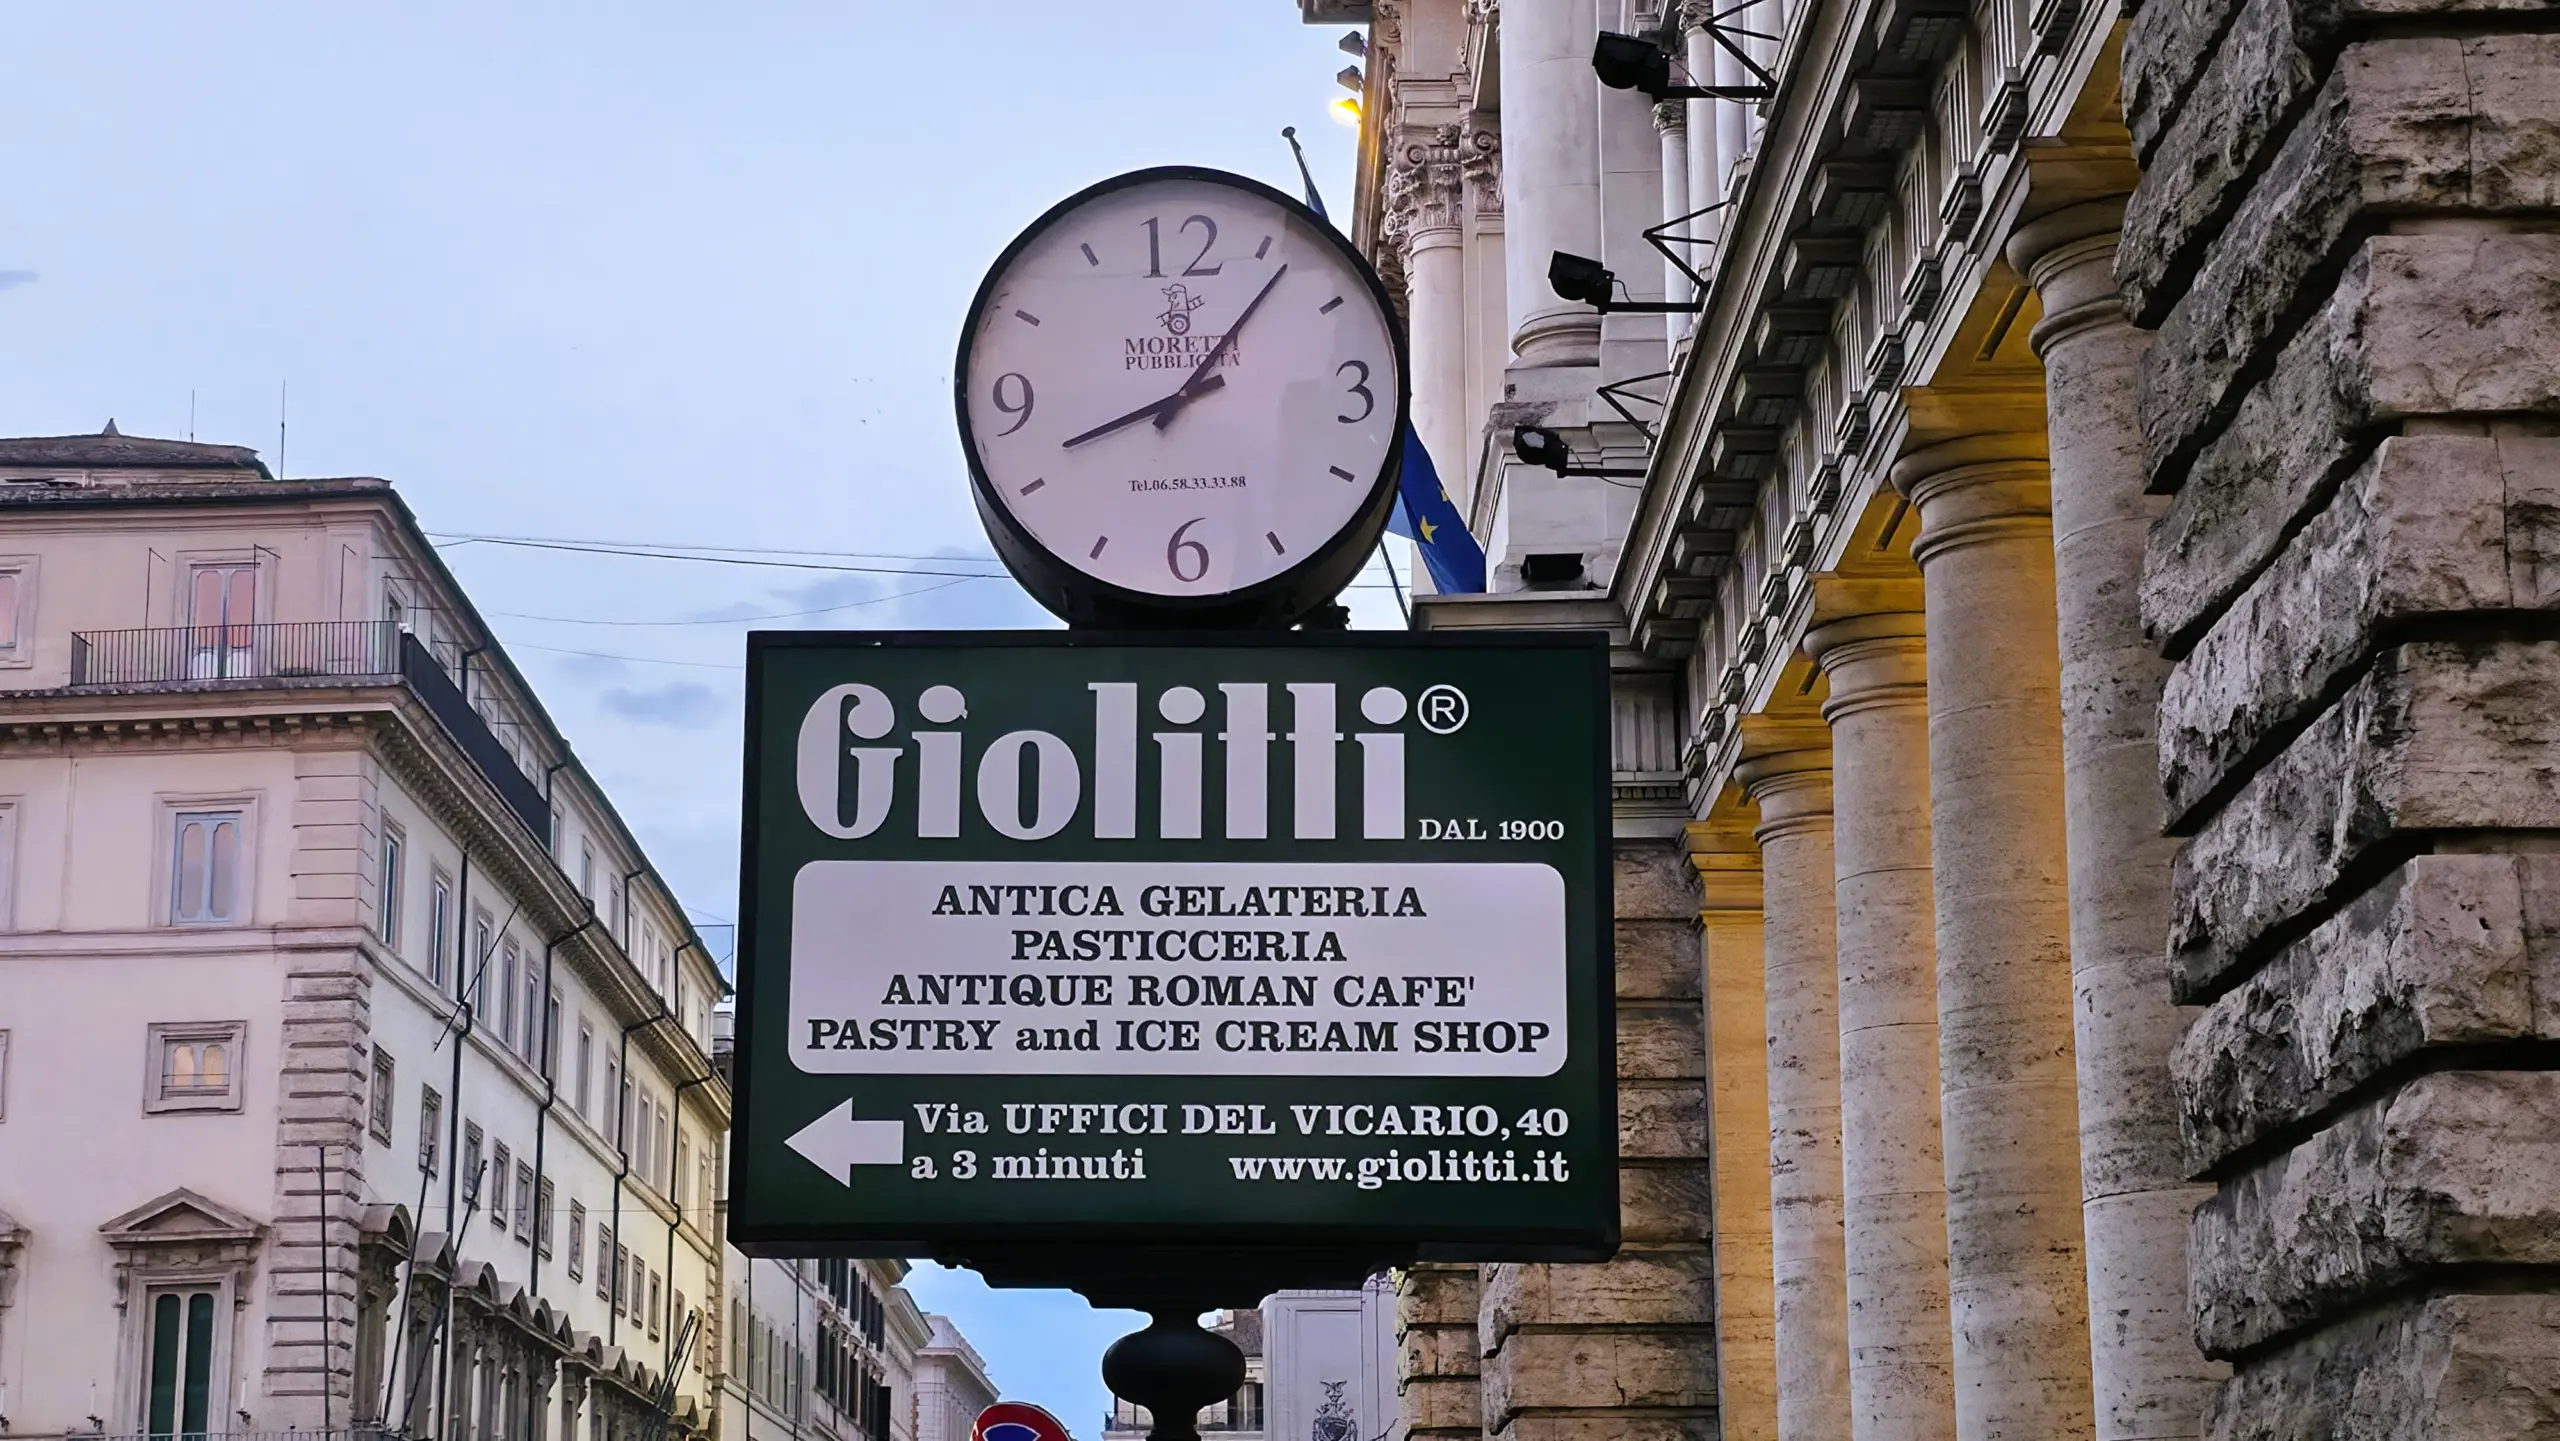 12
MORETTI
PUBBLICITA'
9
3
Tel.06.58.33.33.88
6
Giolitti®
DAL 1900
ANTICA GELATERIA
PASTICCERIA
ANTIQUE ROMAN CAFE'
PASTRY and ICE CREAM SHOP
Via UFFICI DEL VICARIO,40
a 3 minuti www.giolitti.it